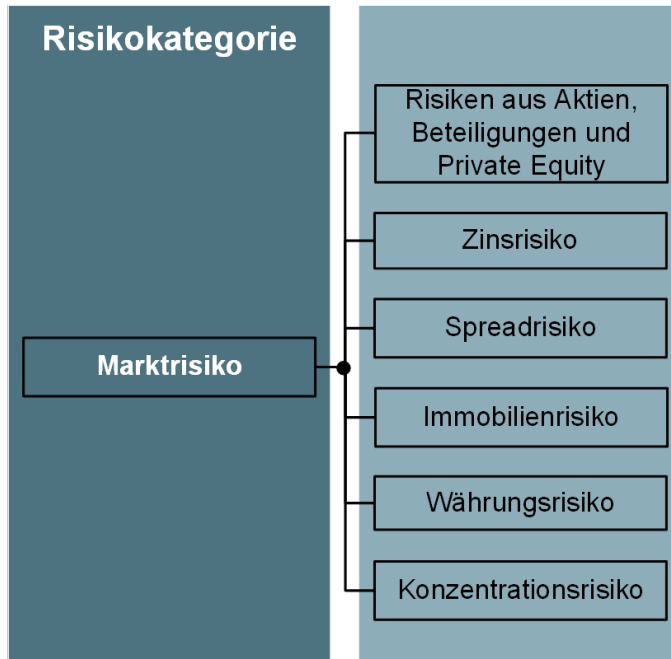 Risikokategorie
Marktrisiko
Risiken aus Aktien,
Beteiligungen und
Private Equity
Zinsrisiko
Spreadrisiko
Immobilienrisiko
Währungsrisiko
Konzentrationsrisiko